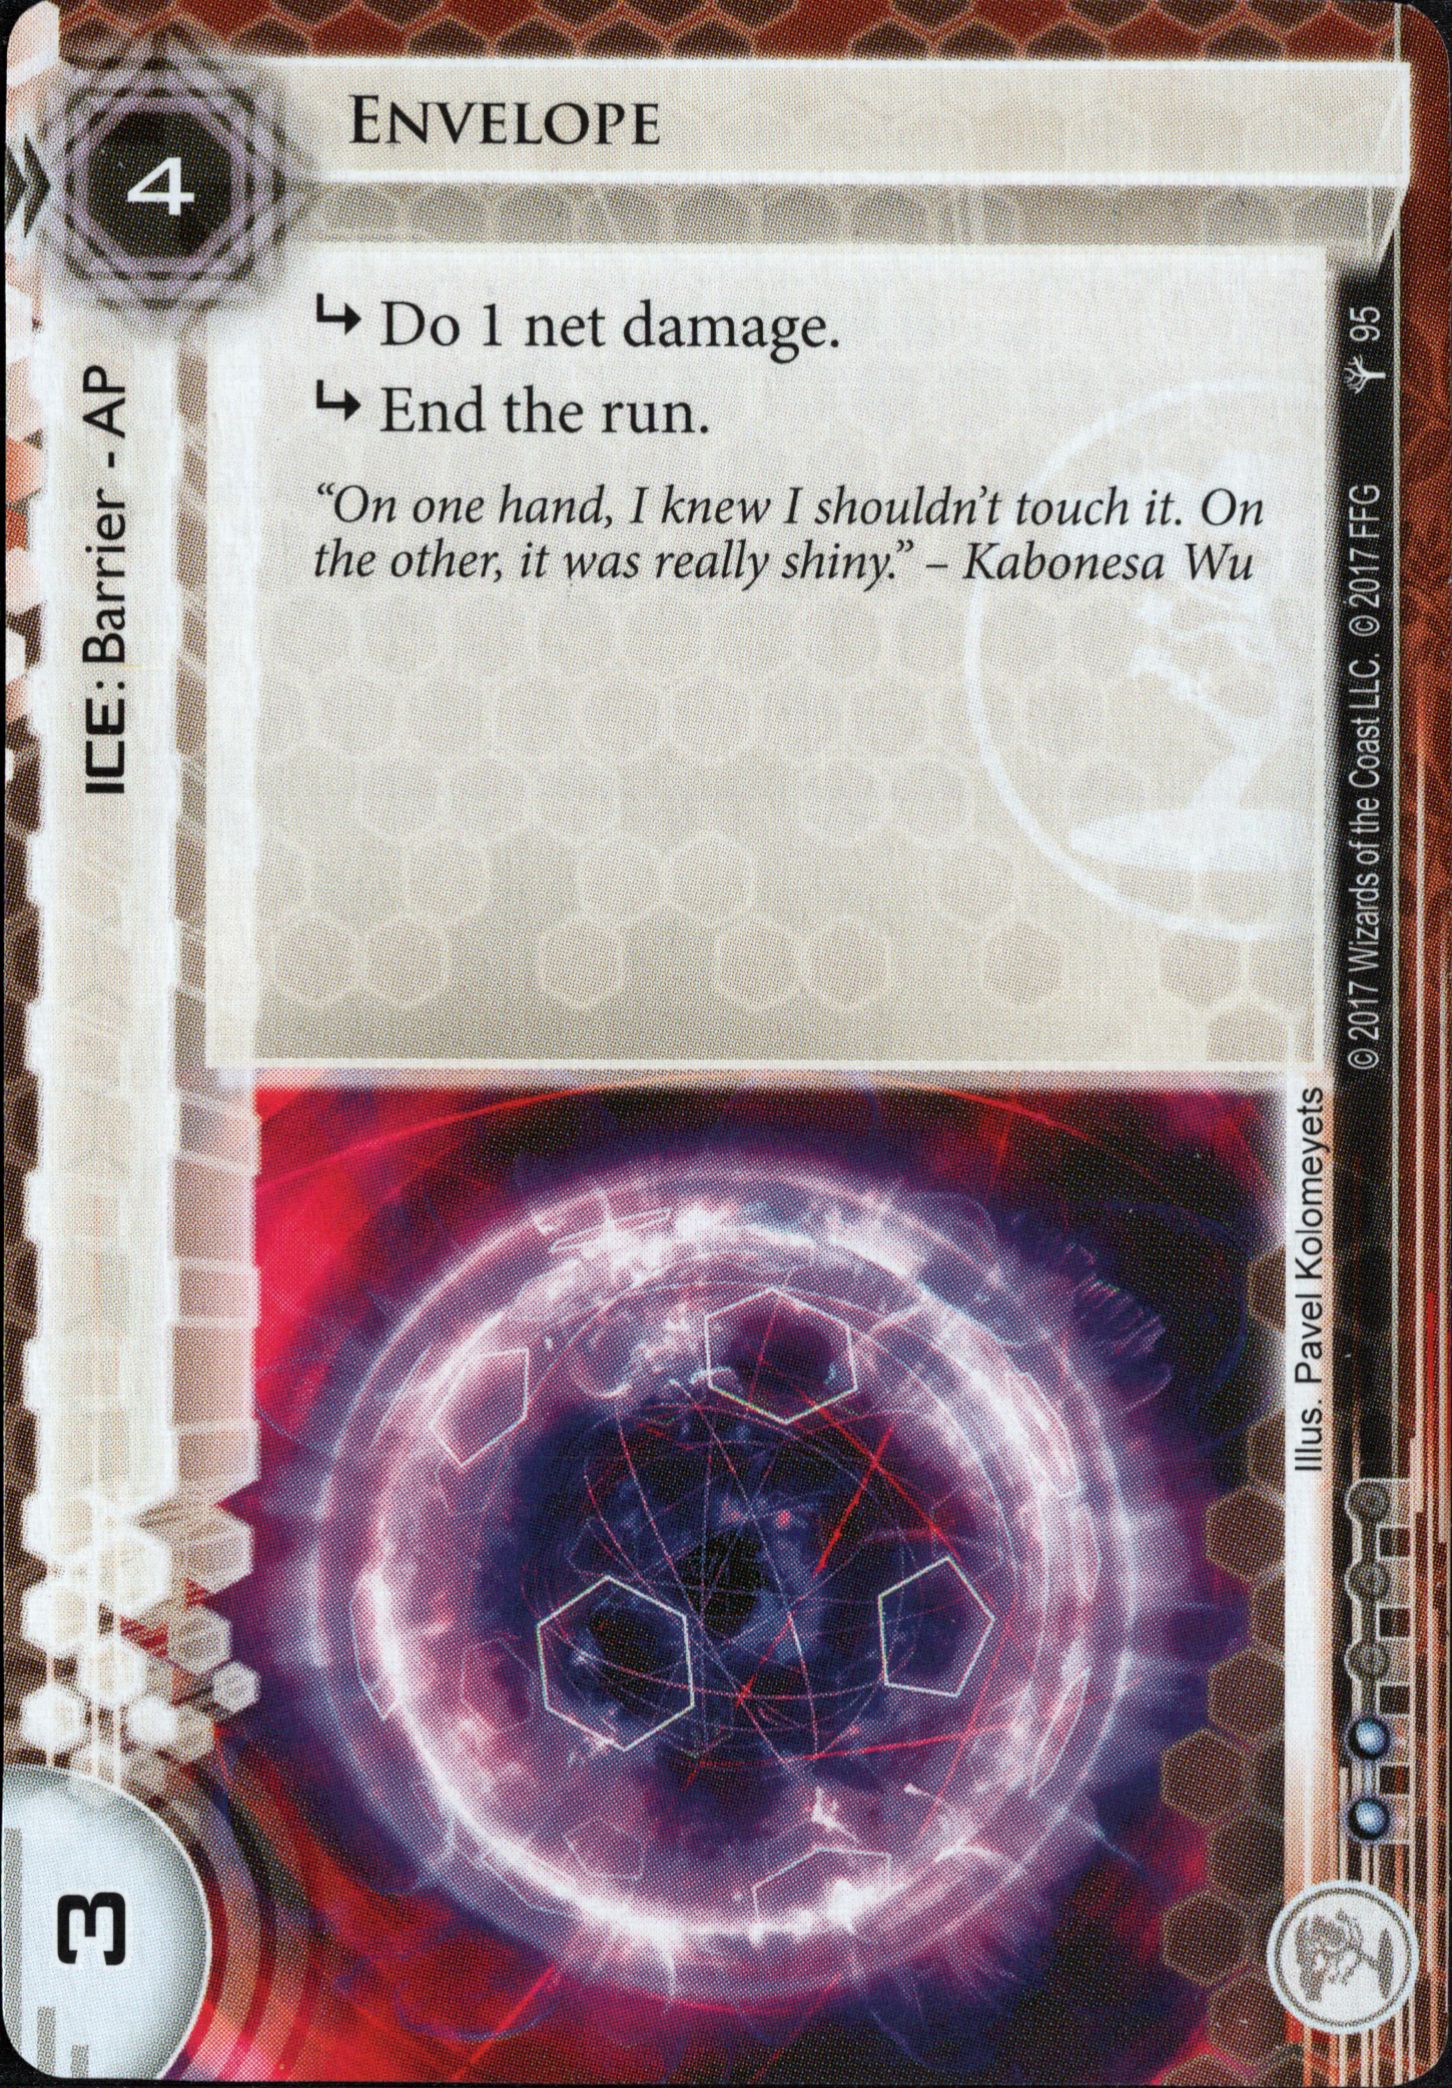 ENVELOPE
4
ICE: Barrier - AP
↳ Do 1 net damage.
↳ End the run.
“On one hand, I knew I shouldn’t touch it. On
the other, it was really shiny.” – Kabonesa Wu
95
© 2017 Wizards of the Coast LLC. © 2017 FFG
Illus. Pavel Kolomeyets
3